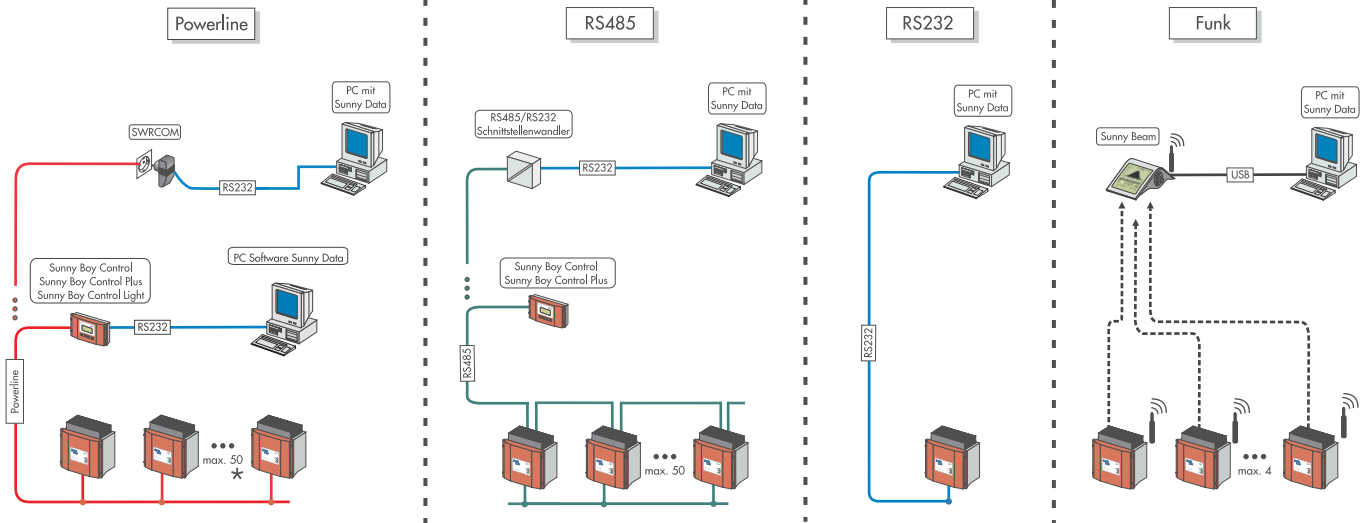 Powerline
SWRCOM
PC mit
Sunny Data
RS232
Sunny Boy Control
Sunny Boy Control Plus
Sunny Boy Control Light
PC Software Sunny Data
RS232
Powerline
max. 50
*
RS485
RS485/RS232
Schnittstellenwandler
PC mit
Sunny Data
RS232
Sunny Boy Control
Sunny Boy Control Plus
RS485
max. 50
RS232
PC mit
Sunny Data
RS232
Funk
Sunny Beam
PC mit
Sunny Data
USB
max. 4